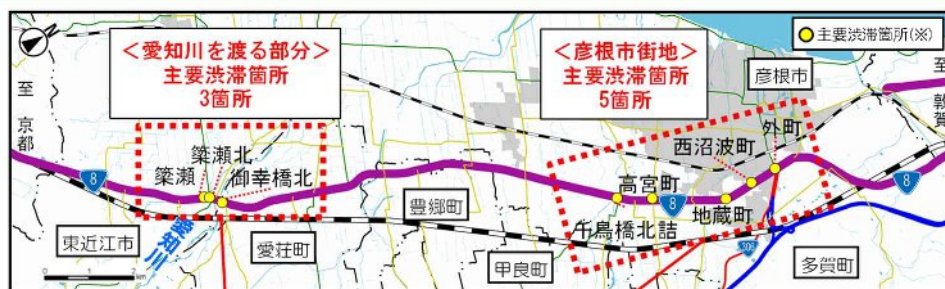 ＜愛知川を渡る部分＞
主要渋滞箇所
3箇所
＜彦根市街地＞
主要渋滞箇所
5箇所
主要渋滞箇所(※)
至 京都
至 敦賀
彦根市
外町
西沼波町
簗瀬北
簗瀬
御幸橋北
高宮町
地蔵町
千鳥橋北詰
豊郷町
東近江市
愛知川
愛荘町
甲良町
多賀町
8
8
8
306
0 1 2 km